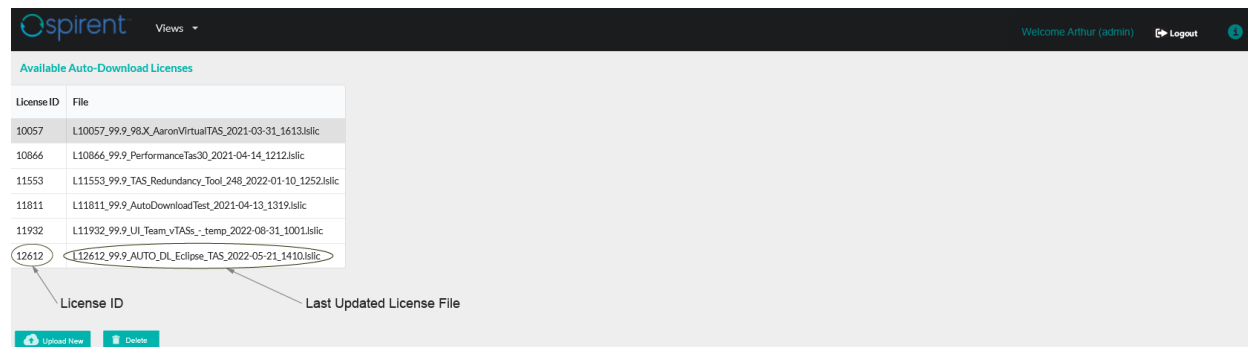 spirent Views Welcome Arthur (admin) Logout
Available Auto-Download Licenses
License ID File
10057 L10057_99.9_98.X_AaronVirtualTAS_2021-03-31_1613.lslic
10866 L10866_99.9_PerformanceTas30_2021-04-14_1212.lslic
11553 L11553_99.9_TAS_Redundancy_Tool_248_2022-01-10_1252.lslic
11811 L11811_99.9_AutoDownloadTest_2021-04-13_1319.lslic
11932 L11932_99.9_UI_Team_vTASs_-_temp_2022-08-31_1001.lslic
12612 L12612_99.9_AUTO_DL_Eclipse_TAS_2022-05-21_1410.lslic
License ID Last Updated License File
Upload New Delete